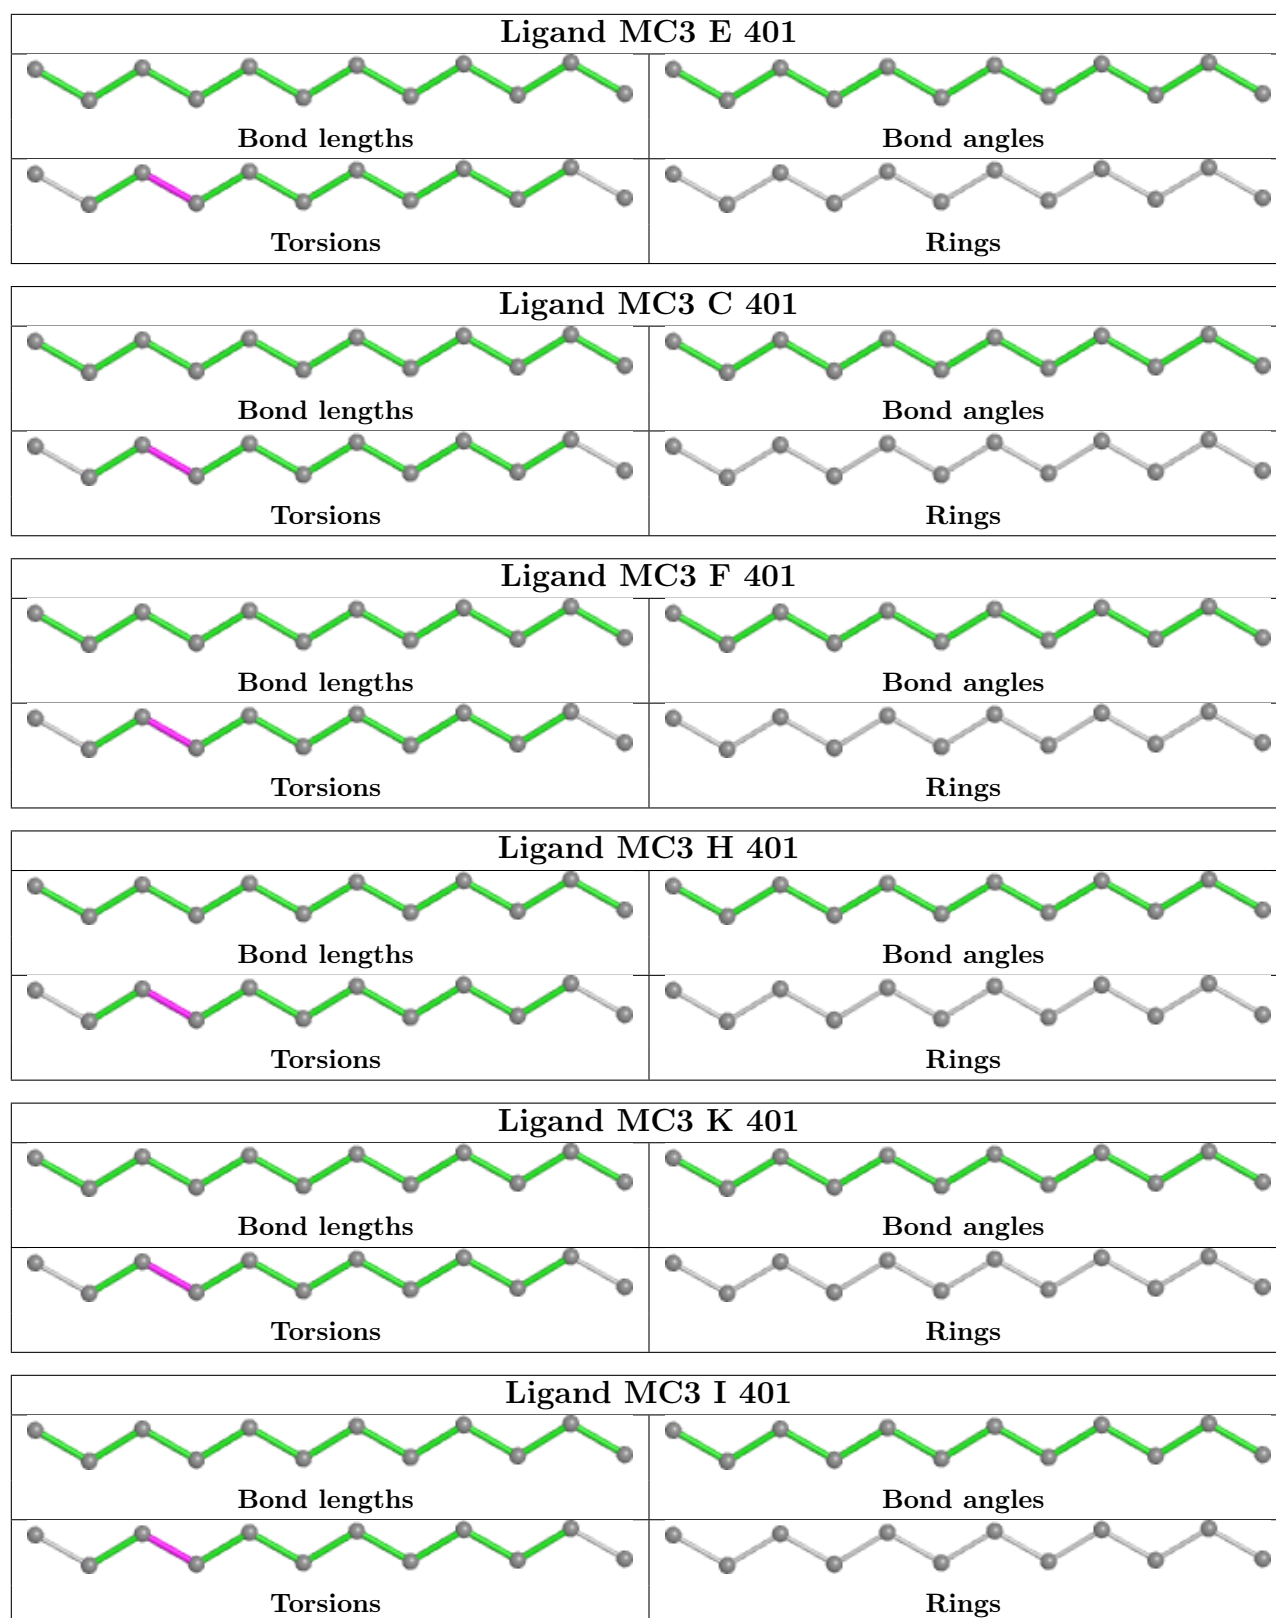 Ligand MC3 E 401
Bond lengths Bond angles
Torsions Rings
Ligand MC3 C 401
Bond lengths Bond angles
Torsions Rings
Ligand MC3 F 401
Bond lengths Bond angles
Torsions Rings
Ligand MC3 H 401
Bond lengths Bond angles
Torsions Rings
Ligand MC3 K 401
Bond lengths Bond angles
Torsions Rings
Ligand MC3 I 401
Bond lengths Bond angles
Torsions Rings